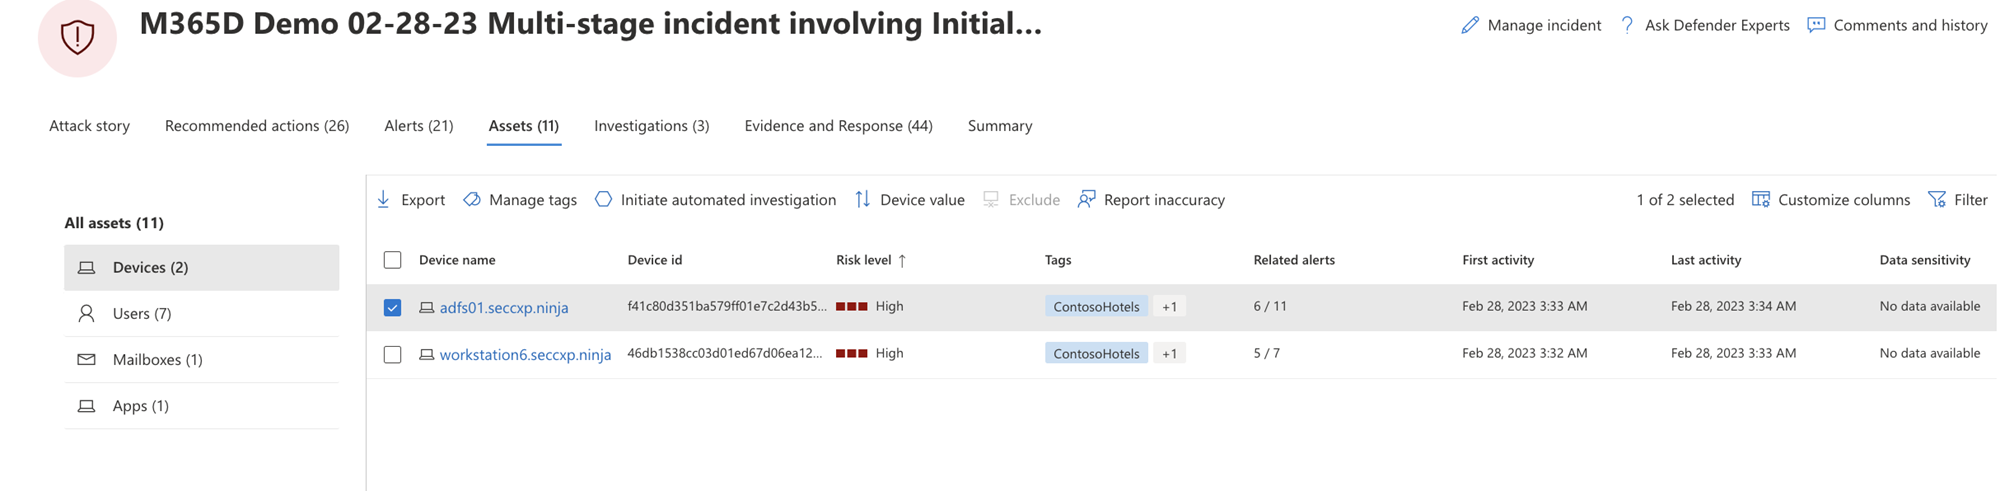 M365D Demo 02-28-23 Multi-stage incident involving Initial...
Manage incident ? Ask Defender Experts Comments and history
Attack story Recommended actions (26) Alerts (21) Assets (11) Investigations (3) Evidence and Response (44) Summary
Export Manage tags Initiate automated investigation Device value Exclude Report inaccuracy 1 of 2 selected Customize columns Filter
All assets (11)
Devices (2)
Users (7)
Mailboxes (1)
Apps (1)
Device name Device id Risk level ↑ Tags Related alerts First activity Last activity Data sensitivity
adfs01.seccxp.ninja f41c80d351ba579ff01e7c2d43b5... High ContosoHotels +1 6 / 11 Feb 28, 2023 3:33 AM Feb 28, 2023 3:34 AM No data available
workstation6.seccxp.ninja 46db1538cc03d01ed67d06ea12... High ContosoHotels +1 5 / 7 Feb 28, 2023 3:32 AM Feb 28, 2023 3:33 AM No data available